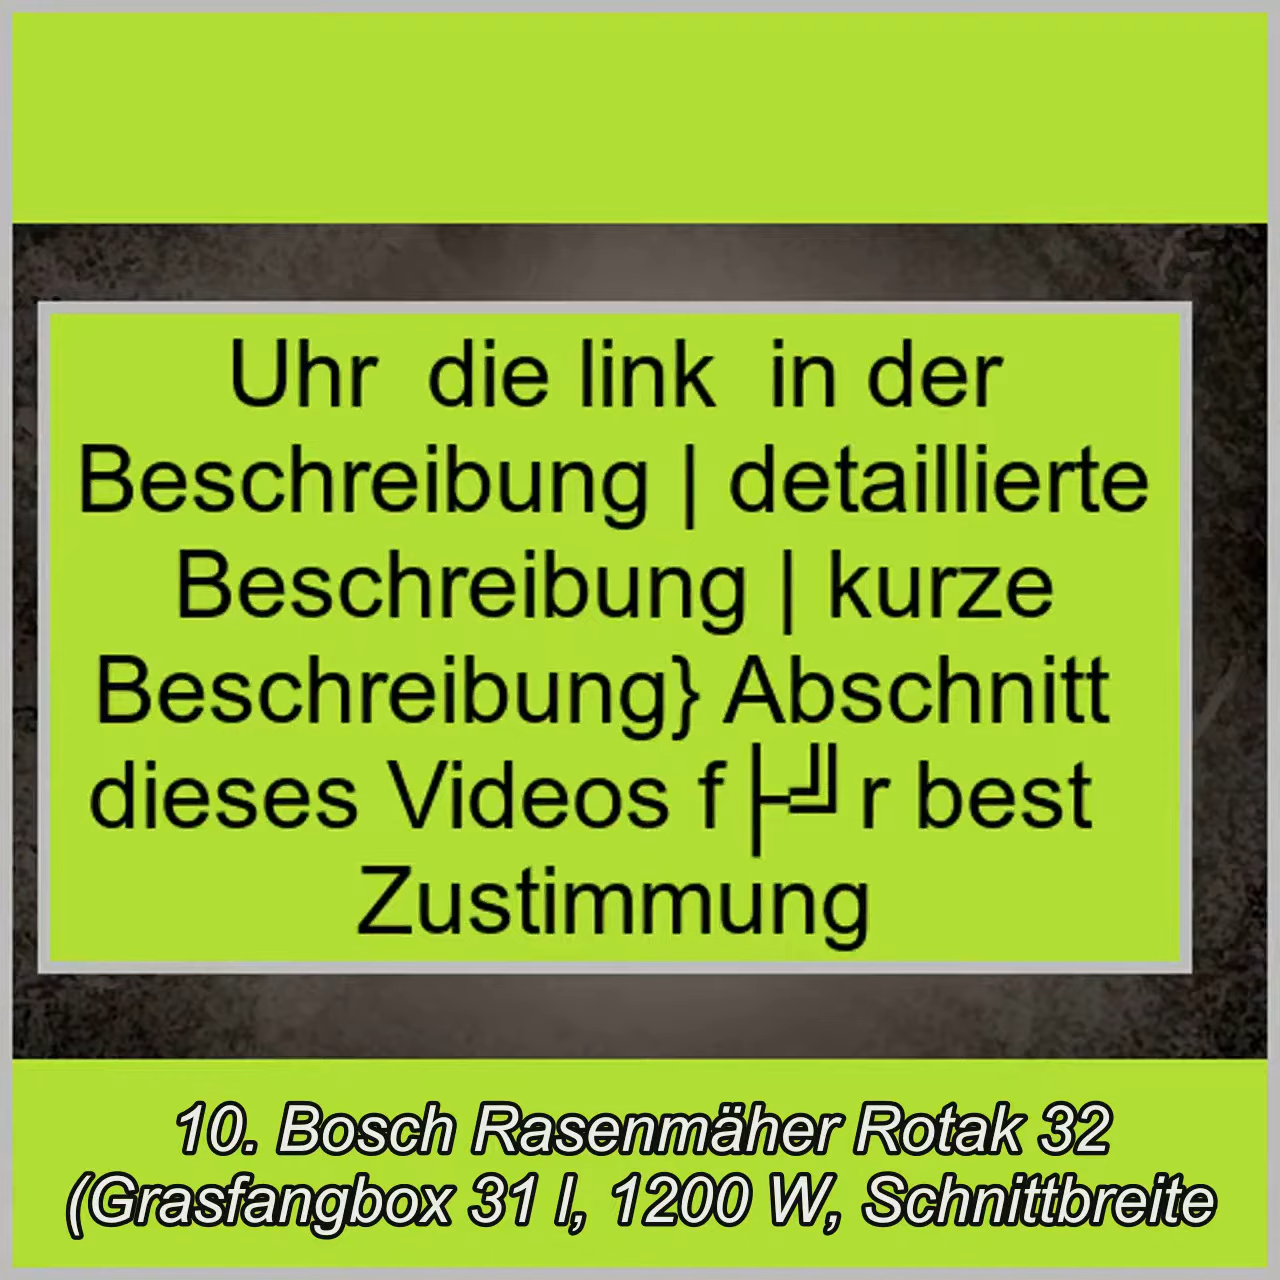 Uhr  die link  in der
Beschreibung | detaillierte
Beschreibung | kurze
Beschreibung} Abschnitt
dieses Videos f├╝r best
Zustimmung
10. Bosch Rasenmäher Rotak 32
(Grasfangbox 31 l, 1200 W, Schnittbreite